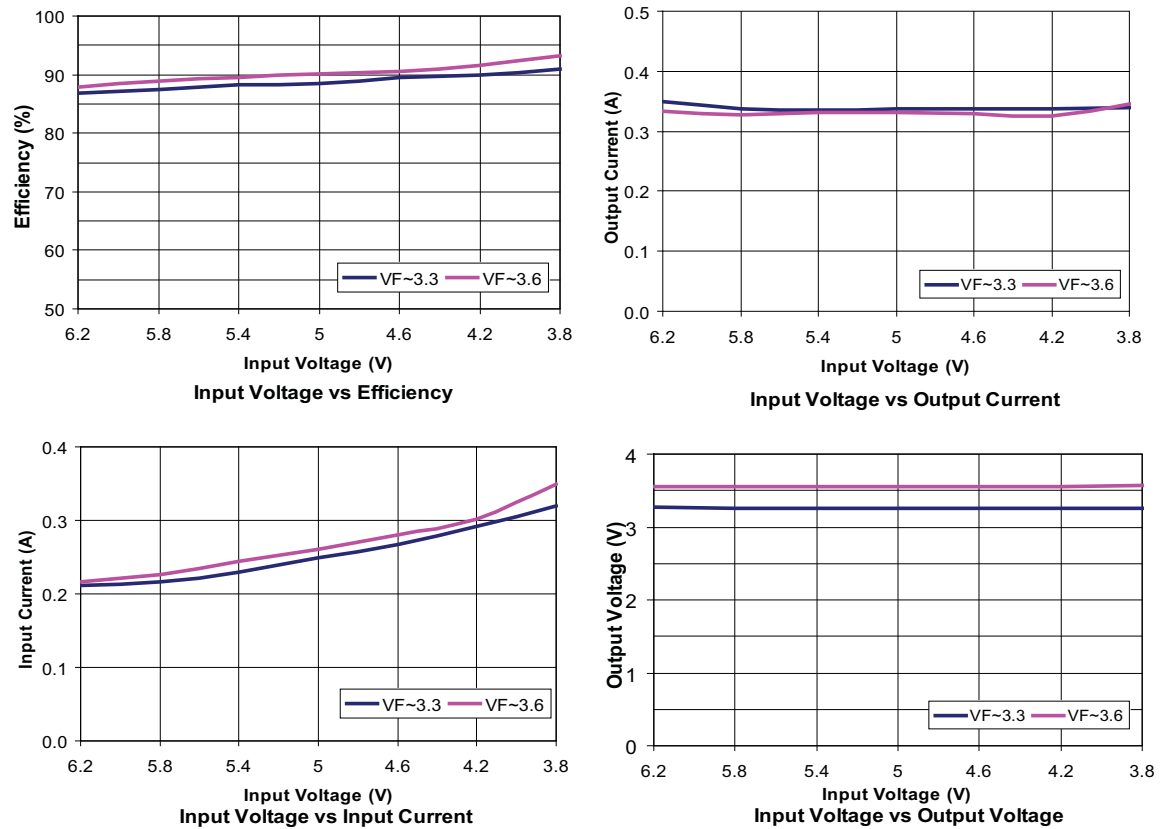 100
90
80
70
60
50
Efficiency (%)
VF~3.3 VF~3.6
6.2 5.8 5.4 5 4.6 4.2 3.8
Input Voltage (V)
Input Voltage vs Efficiency
0.5
0.4
0.3
0.2
0.1
0.0
Output Current (A)
VF~3.3 VF~3.6
6.2 5.8 5.4 5 4.6 4.2 3.8
Input Voltage (V)
Input Voltage vs Output Current
0.4
0.3
0.2
0.1
0.0
Input Current (A)
VF~3.3 VF~3.6
6.2 5.8 5.4 5 4.6 4.2 3.8
Input Voltage (V)
Input Voltage vs Input Current
4
3
2
1
0
Output Voltage (V)
VF~3.3 VF~3.6
6.2 5.8 5.4 5 4.6 4.2 3.8
Input Voltage (V)
Input Voltage vs Output Voltage